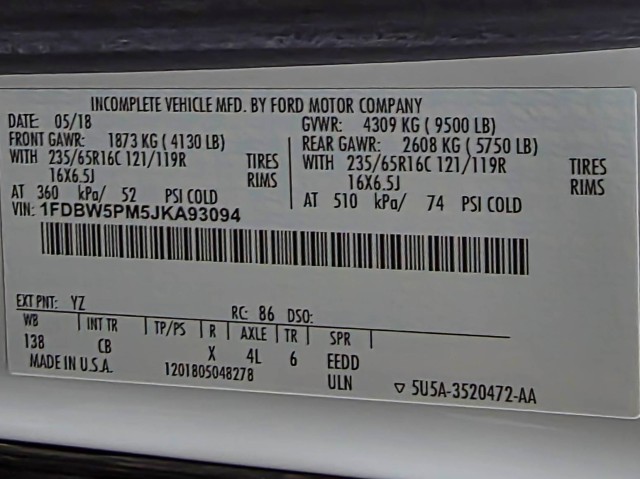 INCOMPLETE VEHICLE MFD. BY FORD MOTOR COMPANY
DATE: 05/18 GVWR: 4309 KG ( 9500 LB)
FRONT GAWR: 1873 KG ( 4130 LB) REAR GAWR: 2608 KG ( 5750 LB)
WITH 235/65R16C 121/119R TIRES WITH 235/65R16C 121/119R TIRES
16X6.5J RIMS 16X6.5J RIMS
AT 360 kPa/ 52 PSI COLD AT 510 kPa/ 74 PSI COLD
VIN: 1FDBW5PM5JKA93094
EXT PNT: YZ RC: 86 DSO:
WB INT TR TP/PS R AXLE TR SPR
138 CB X 4L 6 EEDD
MADE IN U.S.A. 1201805048278 ULN ▽ 5U5A-3520472-AA